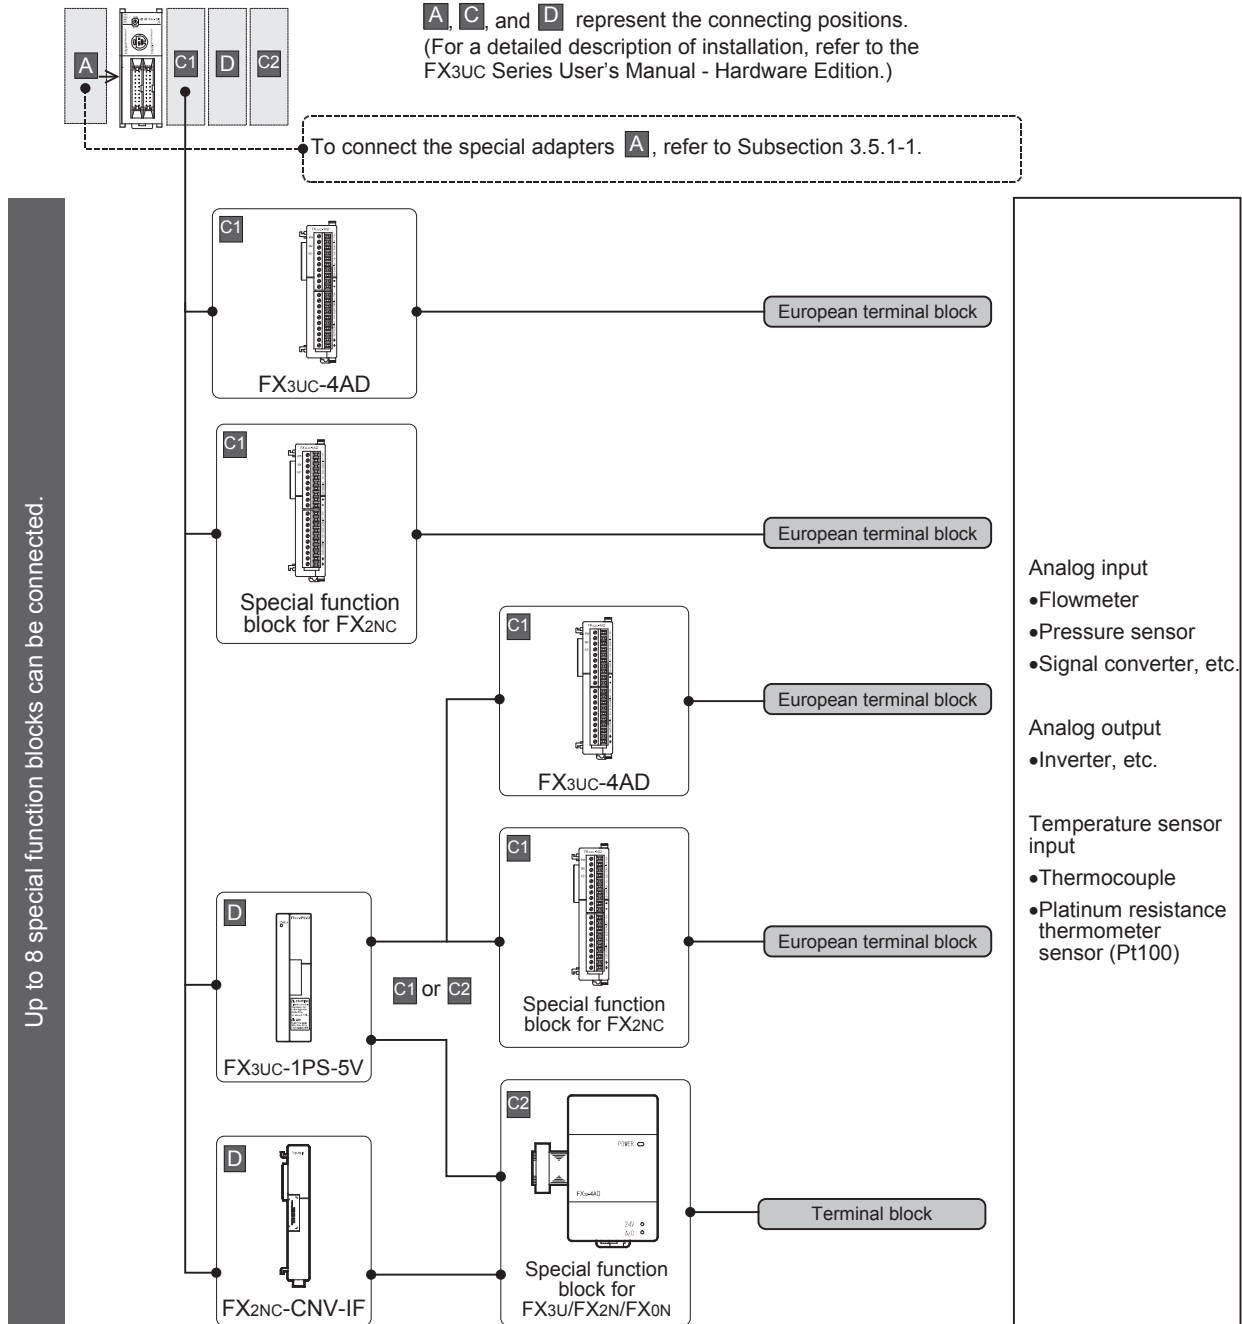 A, C, and D represent the connecting positions.
(For a detailed description of installation, refer to the
FX3UC Series User's Manual - Hardware Edition.)
A C1 D C2
To connect the special adapters A, refer to Subsection 3.5.1-1.
Up to 8 special function blocks can be connected.
C1
FX3UC-4AD
European terminal block
C1
Special function
block for FX2NC
European terminal block
C1
FX3UC-4AD
European terminal block
C1
Special function
block for FX2NC
European terminal block
D
FX3UC-1PS-5V
C1 or C2
C2
POWER
24V
A/D
Special function
block for
FX3U/FX2N/FX0N
Terminal block
D
FX2NC-CNV-IF
Analog input
•Flowmeter
•Pressure sensor
•Signal converter, etc.
Analog output
•Inverter, etc.
Temperature sensor
input
•Thermocouple
•Platinum resistance
thermometer
sensor (Pt100)